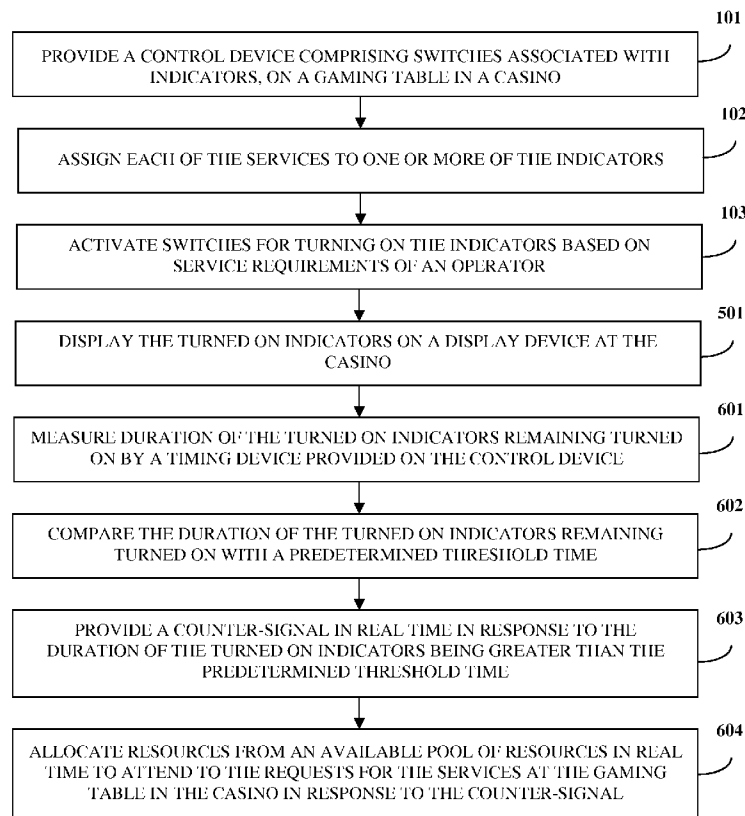 101
PROVIDE A CONTROL DEVICE COMPRISING SWITCHES ASSOCIATED WITH
INDICATORS, ON A GAMING TABLE IN A CASINO
102
ASSIGN EACH OF THE SERVICES TO ONE OR MORE OF THE INDICATORS
103
ACTIVATE SWITCHES FOR TURNING ON THE INDICATORS BASED ON
SERVICE REQUIREMENTS OF AN OPERATOR
501
DISPLAY THE TURNED ON INDICATORS ON A DISPLAY DEVICE AT THE
CASINO
601
MEASURE DURATION OF THE TURNED ON INDICATORS REMAINING TURNED
ON BY A TIMING DEVICE PROVIDED ON THE CONTROL DEVICE
602
COMPARE THE DURATION OF THE TURNED ON INDICATORS REMAINING
TURNED ON WITH A PREDETERMINED THRESHOLD TIME
603
PROVIDE A COUNTER-SIGNAL IN REAL TIME IN RESPONSE TO THE
DURATION OF THE TURNED ON INDICATORS BEING GREATER THAN THE
PREDETERMINED THRESHOLD TIME
604
ALLOCATE RESOURCES FROM AN AVAILABLE POOL OF RESOURCES IN REAL
TIME TO ATTEND TO THE REQUESTS FOR THE SERVICES AT THE GAMING
TABLE IN THE CASINO IN RESPONSE TO THE COUNTER-SIGNAL